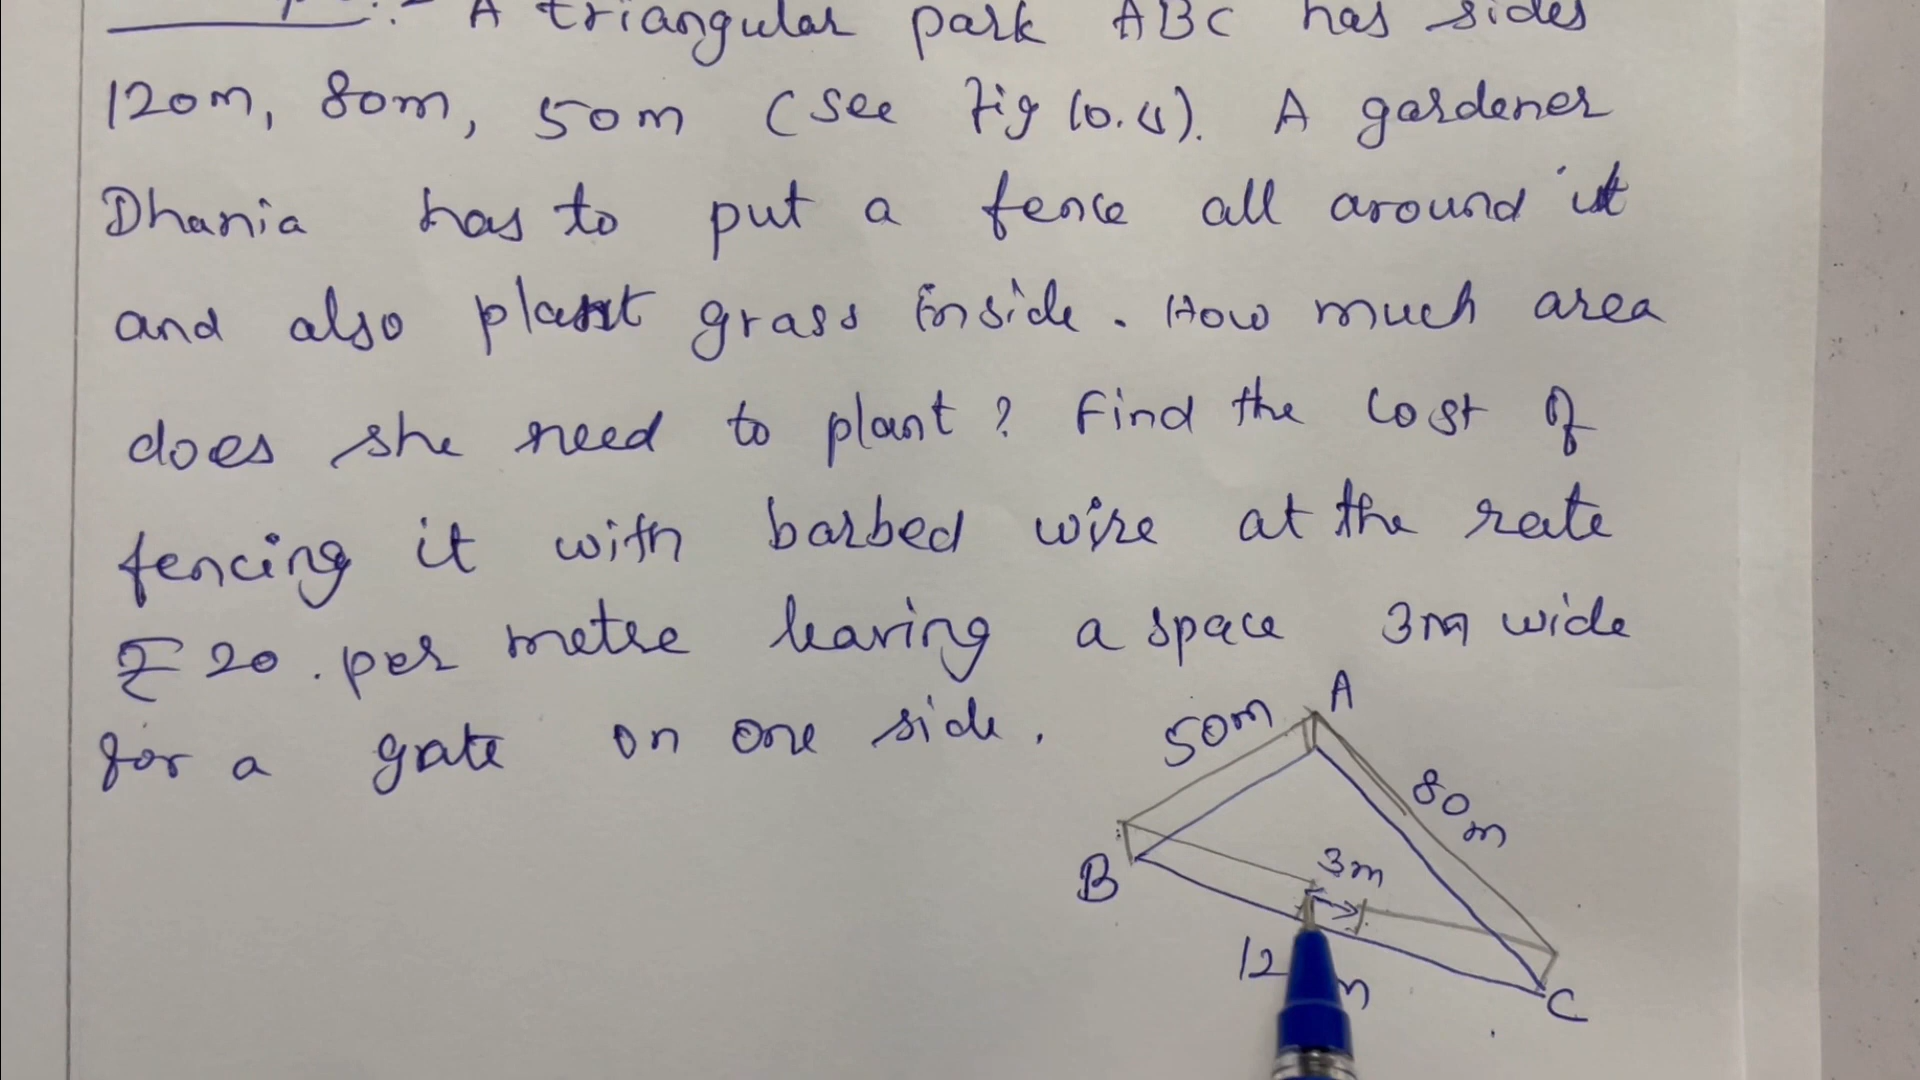 A triangular park ABC has sides
120m, 80m, 50m (see Fig 10.4). A gardener
Dhania has to put a fence all around it
and also plant grass inside. How much area
does she need to plant? Find the cost of
fencing it with barbed wire at the rate
₹ 20. per metre leaving a space 3m wide
for a gate on one side.
A
50m
80m
3m
B
12 m
C